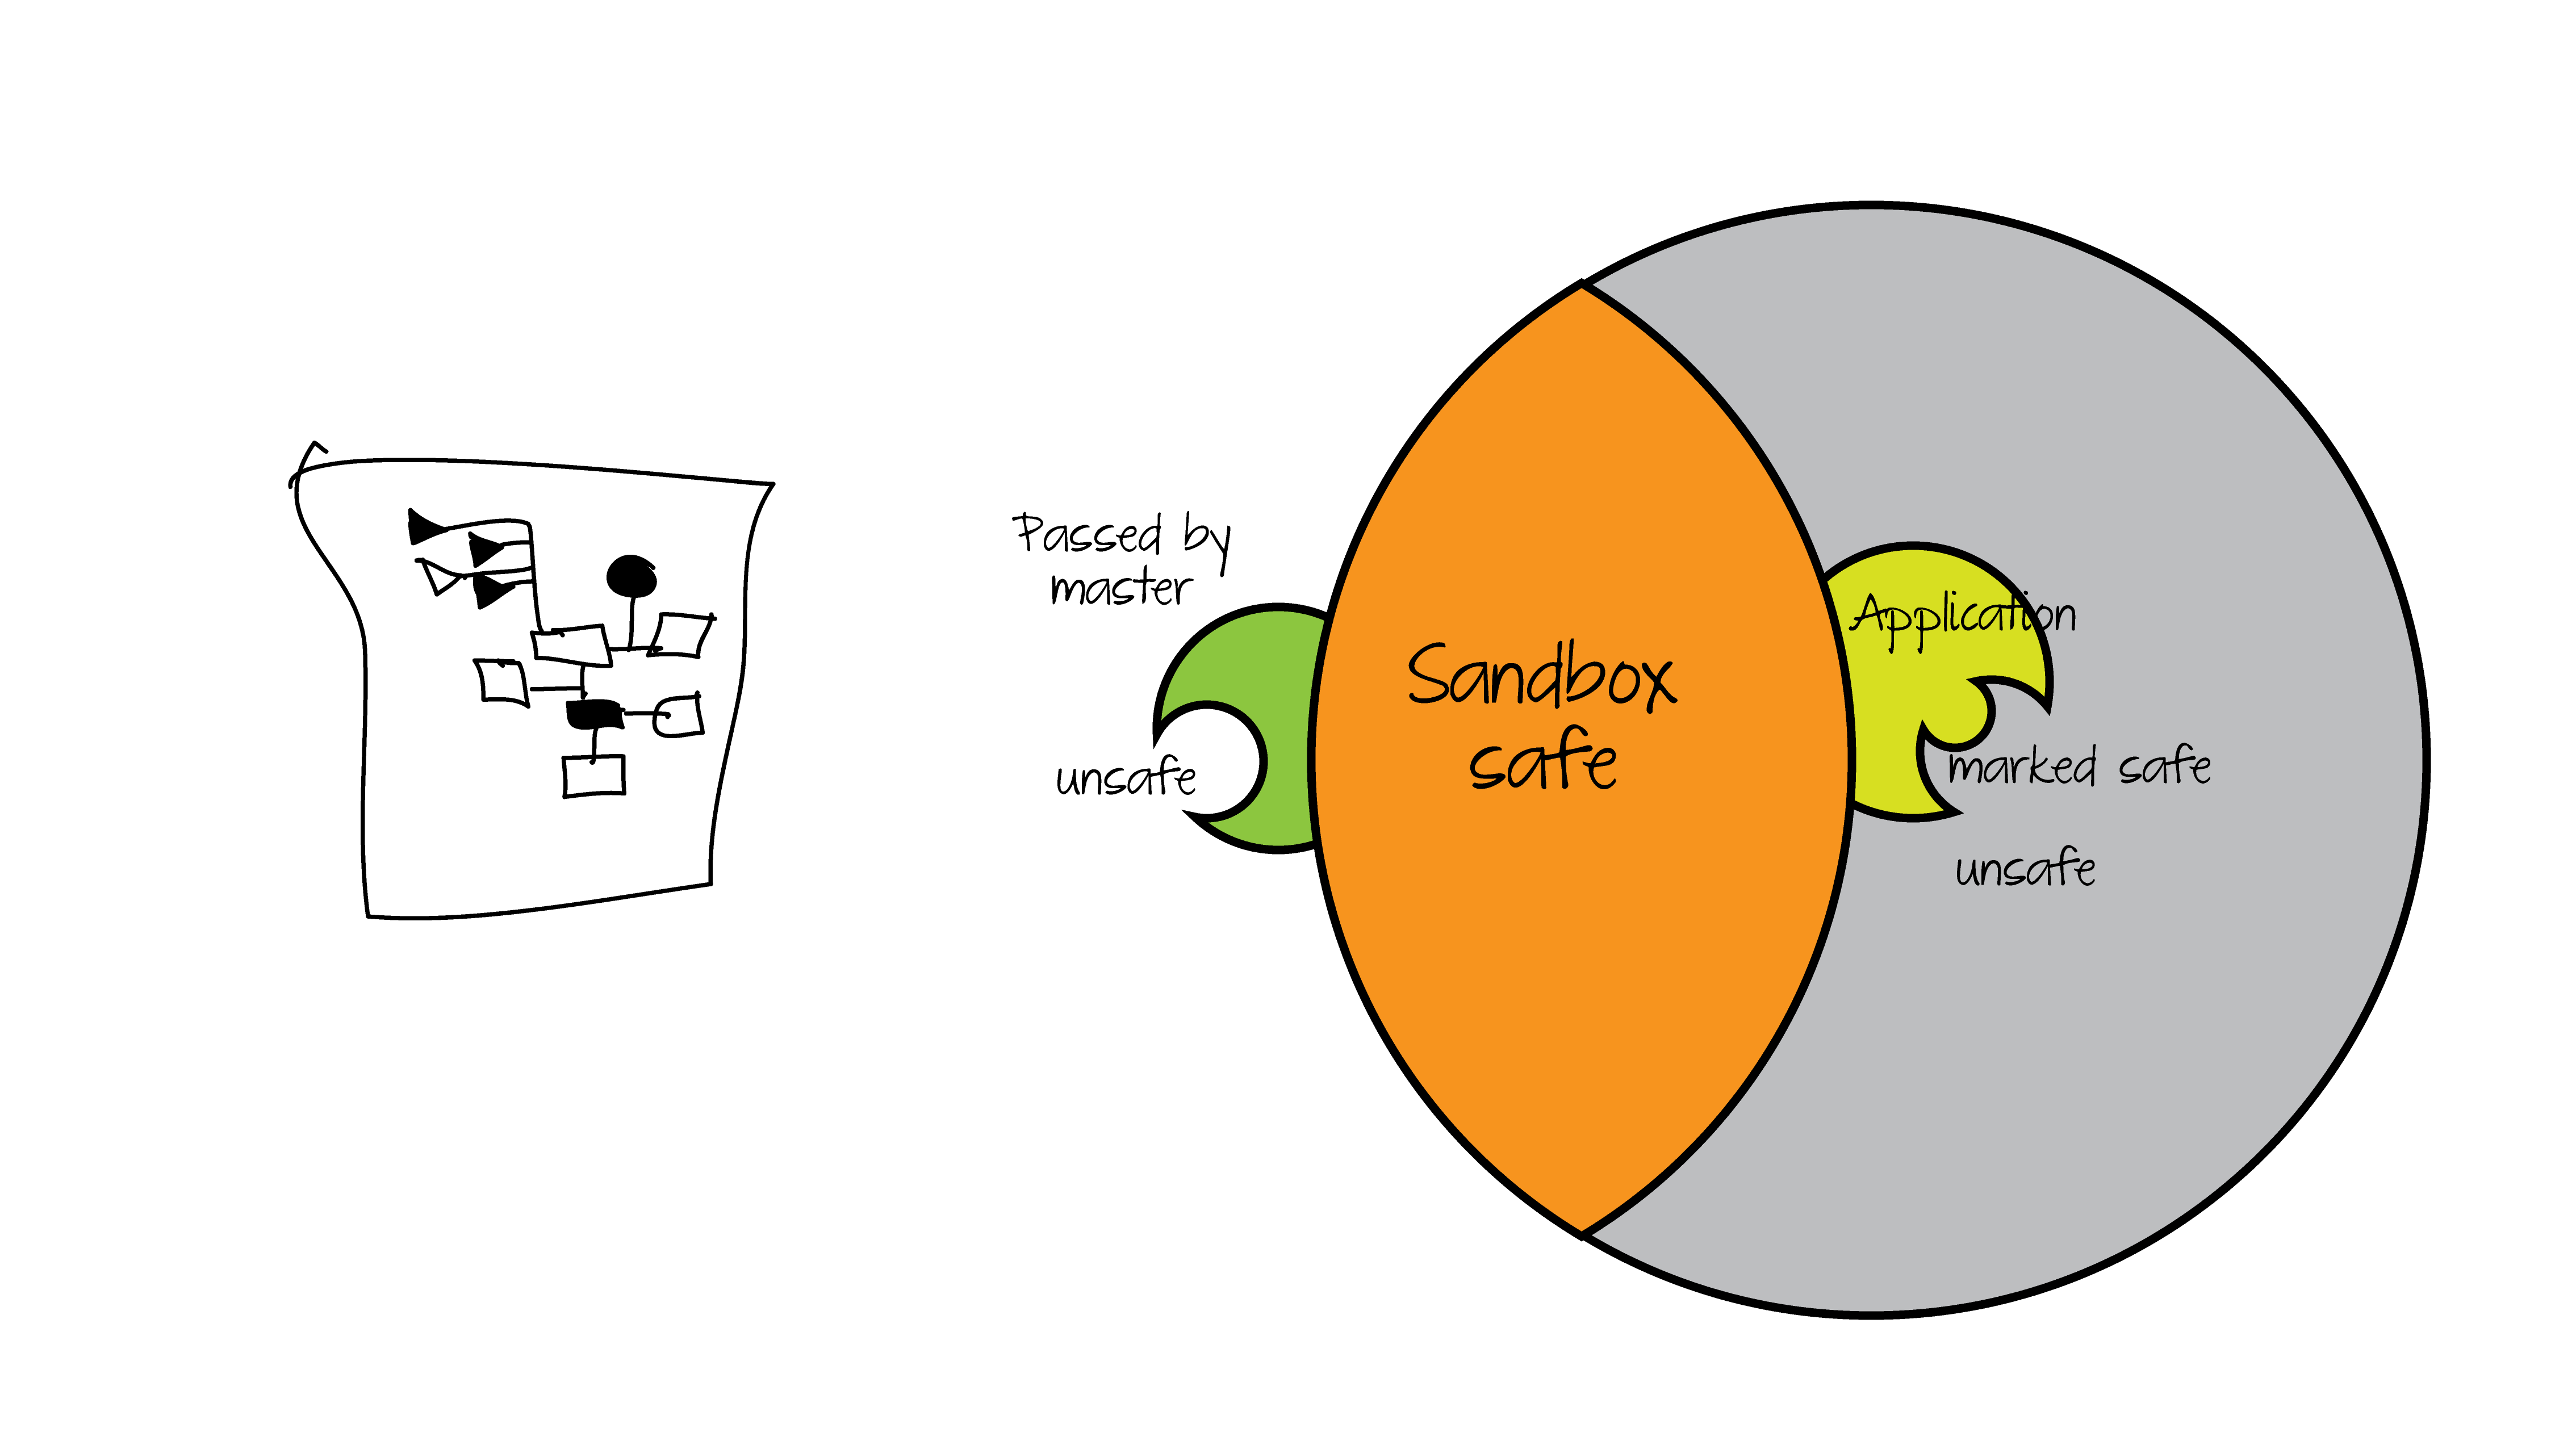 Passed by
master
unsafe
Sandbox
safe
Application
marked safe
unsafe